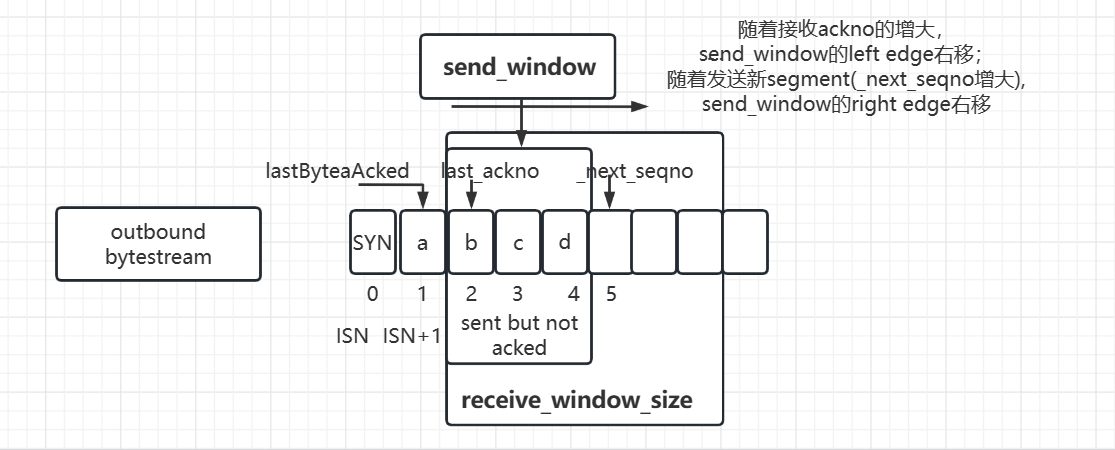 随着接收ackno的增大，
send_window的left edge右移；
随着发送新segment(_next_seqno增大)，
send_window的right edge右移
send_window
lastByteaAcked last_ackno _next_seqno
outbound
bytestream
SYN a b c d
0 1 2 3 4 5
ISN ISN+1
sent but not
acked
receive_window_size